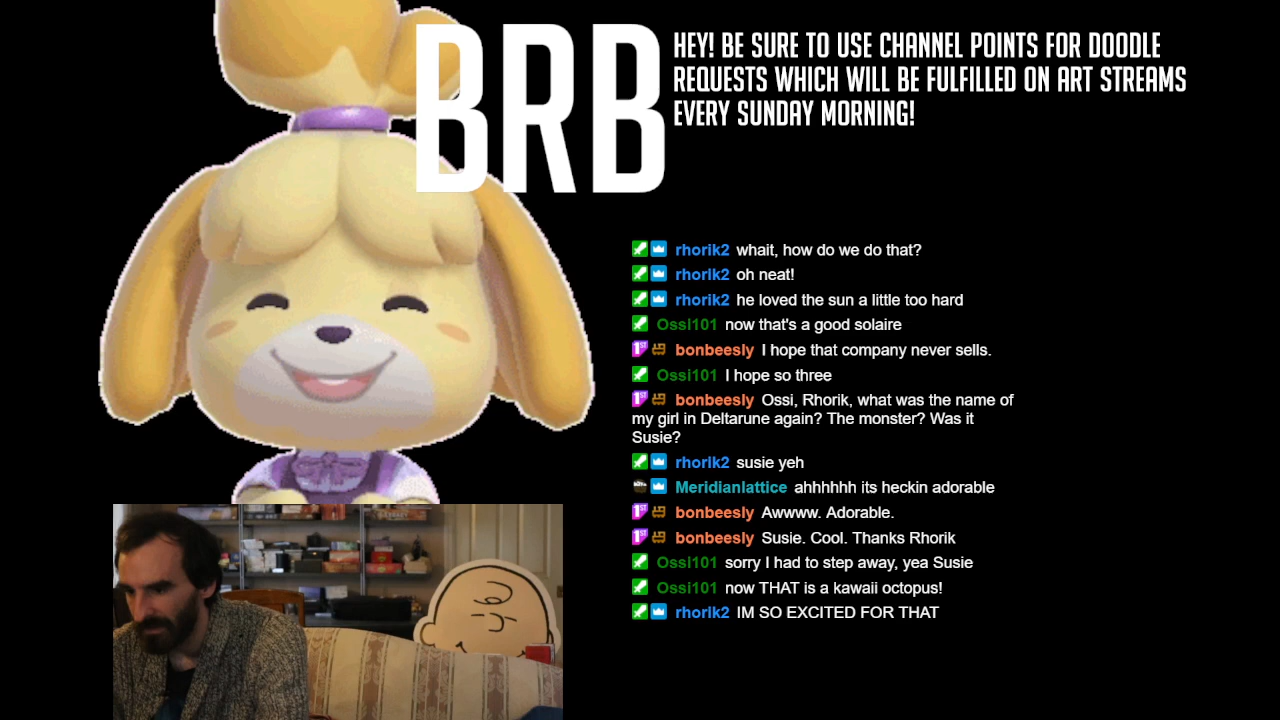 BRB
HEY! BE SURE TO USE CHANNEL POINTS FOR DOODLE
REQUESTS WHICH WILL BE FULFILLED ON ART STREAMS
EVERY SUNDAY MORNING!
rhorik2 whait, how do we do that?
rhorik2 oh neat!
rhorik2 he loved the sun a little too hard
Ossi101 now that's a good solaire
1ST bonbeesly I hope that company never sells.
Ossi101 I hope so three
1ST bonbeesly Ossi, Rhorik, what was the name of
my girl in Deltarune again? The monster? Was it
Susie?
rhorik2 susie yeh
Meridianlattice ahhhhhh its heckin adorable
1ST bonbeesly Awwww. Adorable.
1ST bonbeesly Susie. Cool. Thanks Rhorik
Ossi101 sorry I had to step away, yea Susie
Ossi101 now THAT is a kawaii octopus!
rhorik2 IM SO EXCITED FOR THAT